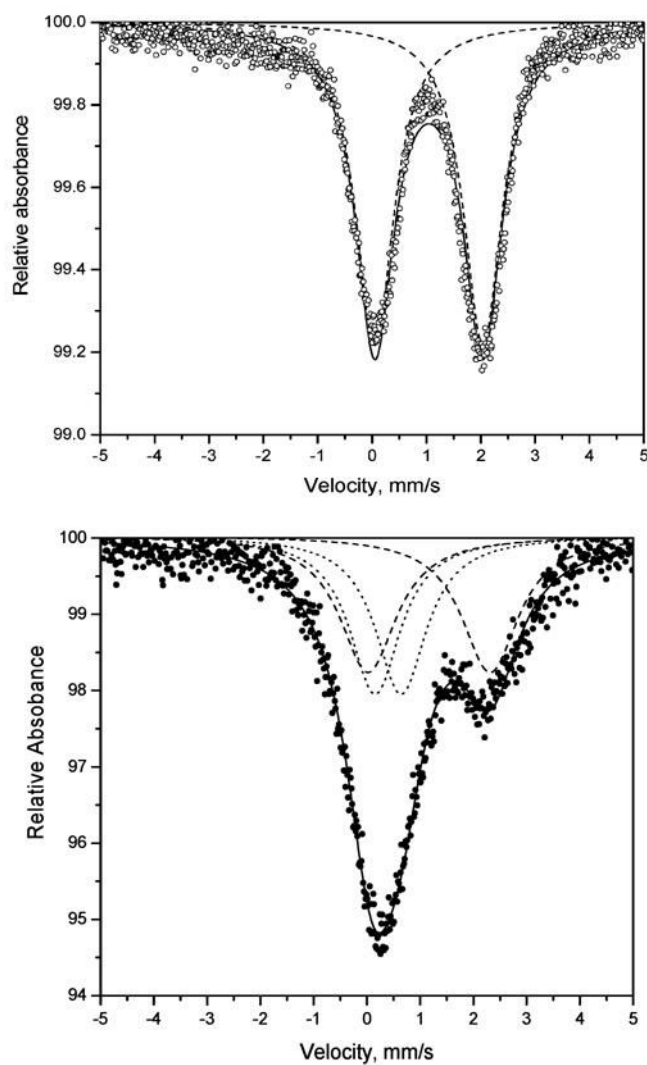 Relative absorbance
100.0
99.8
99.6
99.4
99.2
99.0
-5 -4 -3 -2 -1 0 1 2 3 4 5
Velocity, mm/s
Relative Absobance
100
99
98
97
96
95
94
-5 -4 -3 -2 -1 0 1 2 3 4 5
Velocity, mm/s